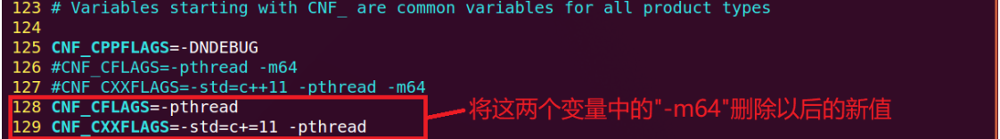 123 # Variables starting with CNF_ are common variables for all product types
124
125 CNF_CPPFLAGS=-DNDEBUG
126 #CNF_CFLAGS=-pthread -m64
127 #CNF_CXXFLAGS=-std=c++11 -pthread -m64
128 CNF_CFLAGS=-pthread
129 CNF_CXXFLAGS=-std=c+=11 -pthread
将这两个变量中的"-m64"删除以后的新值